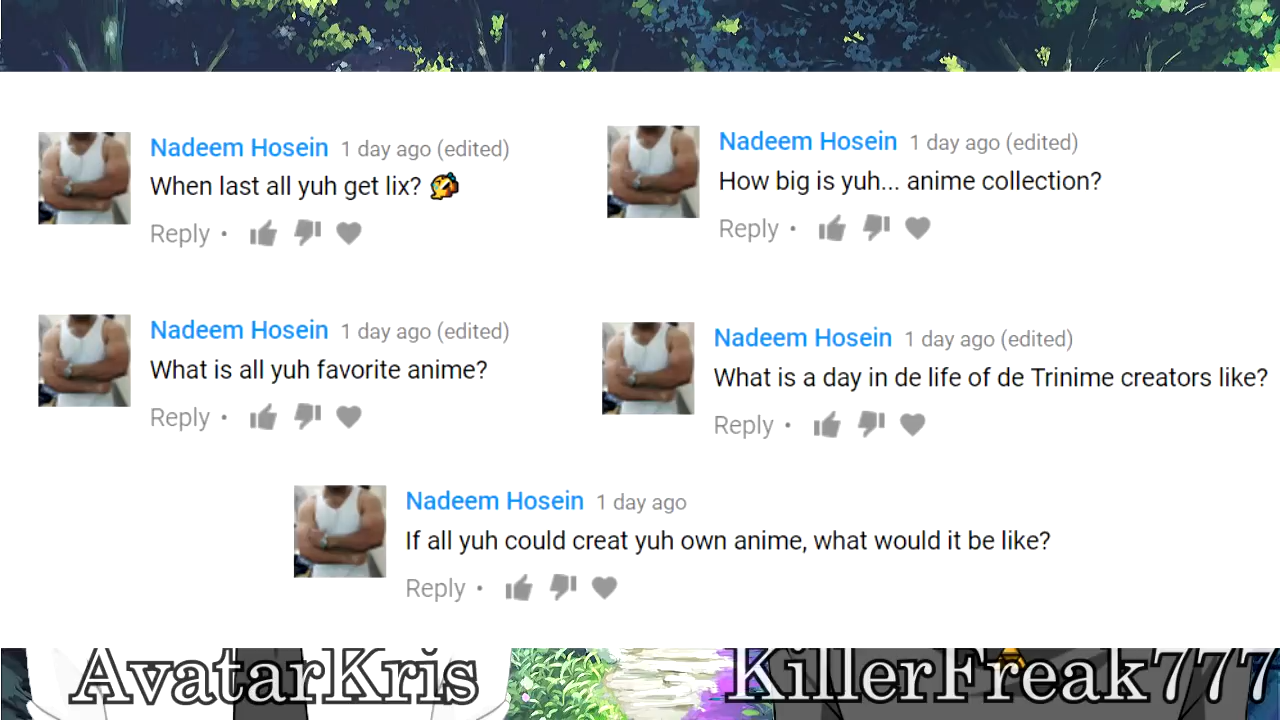 Nadeem Hosein 1 day ago (edited)
When last all yuh get lix? 🤣
Reply •
Nadeem Hosein 1 day ago (edited)
How big is yuh... anime collection?
Reply •
Nadeem Hosein 1 day ago (edited)
What is all yuh favorite anime?
Reply •
Nadeem Hosein 1 day ago (edited)
What is a day in de life of de Trinime creators like?
Reply •
Nadeem Hosein 1 day ago
If all yuh could creat yuh own anime, what would it be like?
Reply •
AvatarKris
KillerFreak777